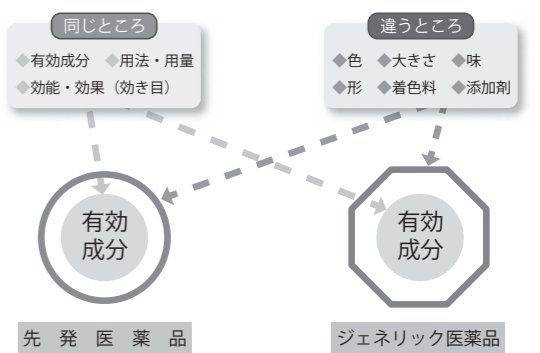 同じところ
◆有効成分 ◆用法・用量
◆効能・効果（効き目）
違うところ
◆色 ◆大きさ ◆味
◆形 ◆着色料 ◆添加剤
有効
成分
有効
成分
先発医薬品
ジェネリック医薬品